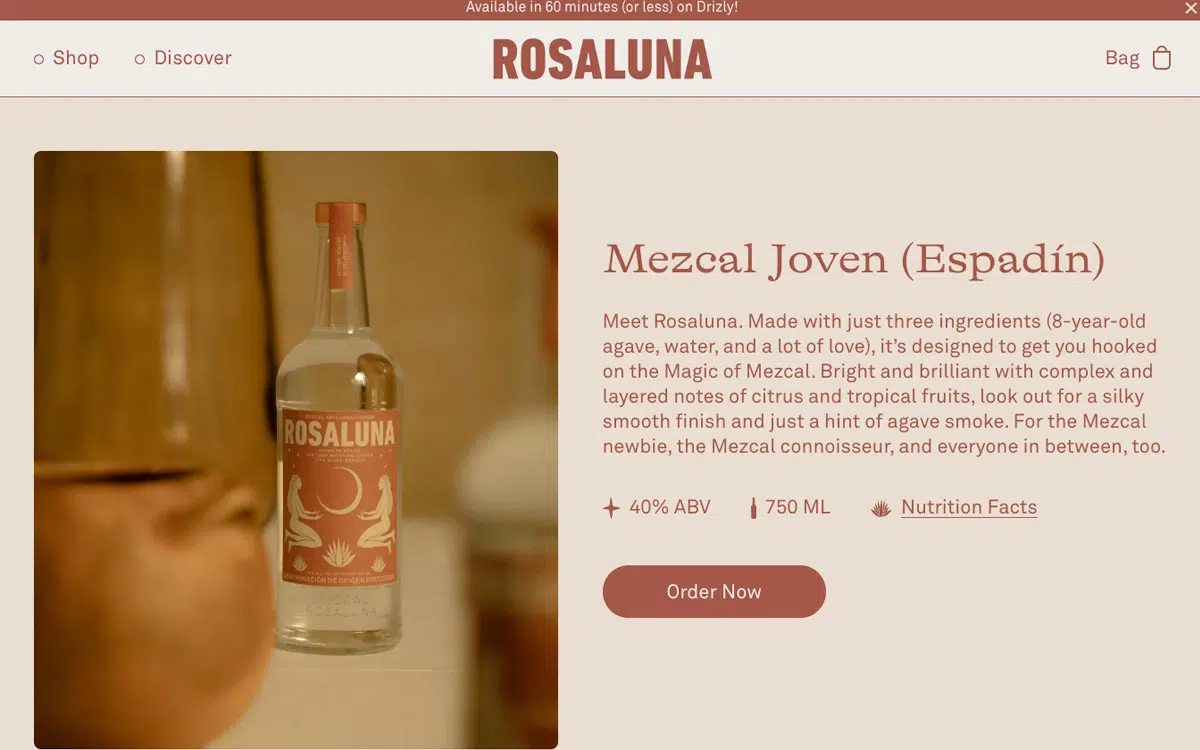 Available in 60 minutes (or less) on Drizly!
Shop
Discover
ROSALUNA
Bag
Mezcal Joven (Espadín)
Meet Rosaluna. Made with just three ingredients (8-year-old
agave, water, and a lot of love), it’s designed to get you hooked
on the Magic of Mezcal. Bright and brilliant with complex and
layered notes of citrus and tropical fruits, look out for a silky
smooth finish and just a hint of agave smoke. For the Mezcal
newbie, the Mezcal connoisseur, and everyone in between, too.
40% ABV
750 ML
Nutrition Facts
Order Now
ROSALUNA
MEZCAL
ROSALUNA